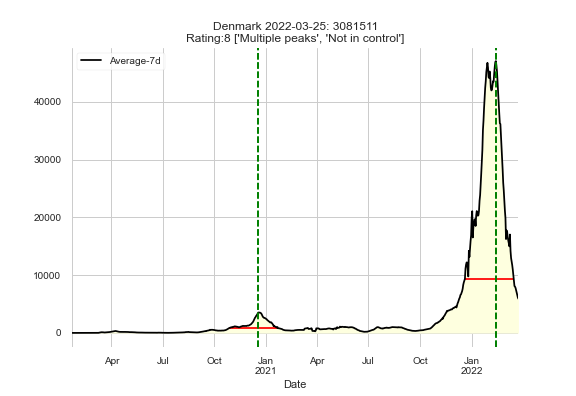 Denmark 2022-03-25: 3081511
Rating:8 ['Multiple peaks', 'Not in control']
Average-7d
40000
30000
20000
10000
0
Apr Jul Oct Jan Apr Jul Oct Jan
2021 2022
Date